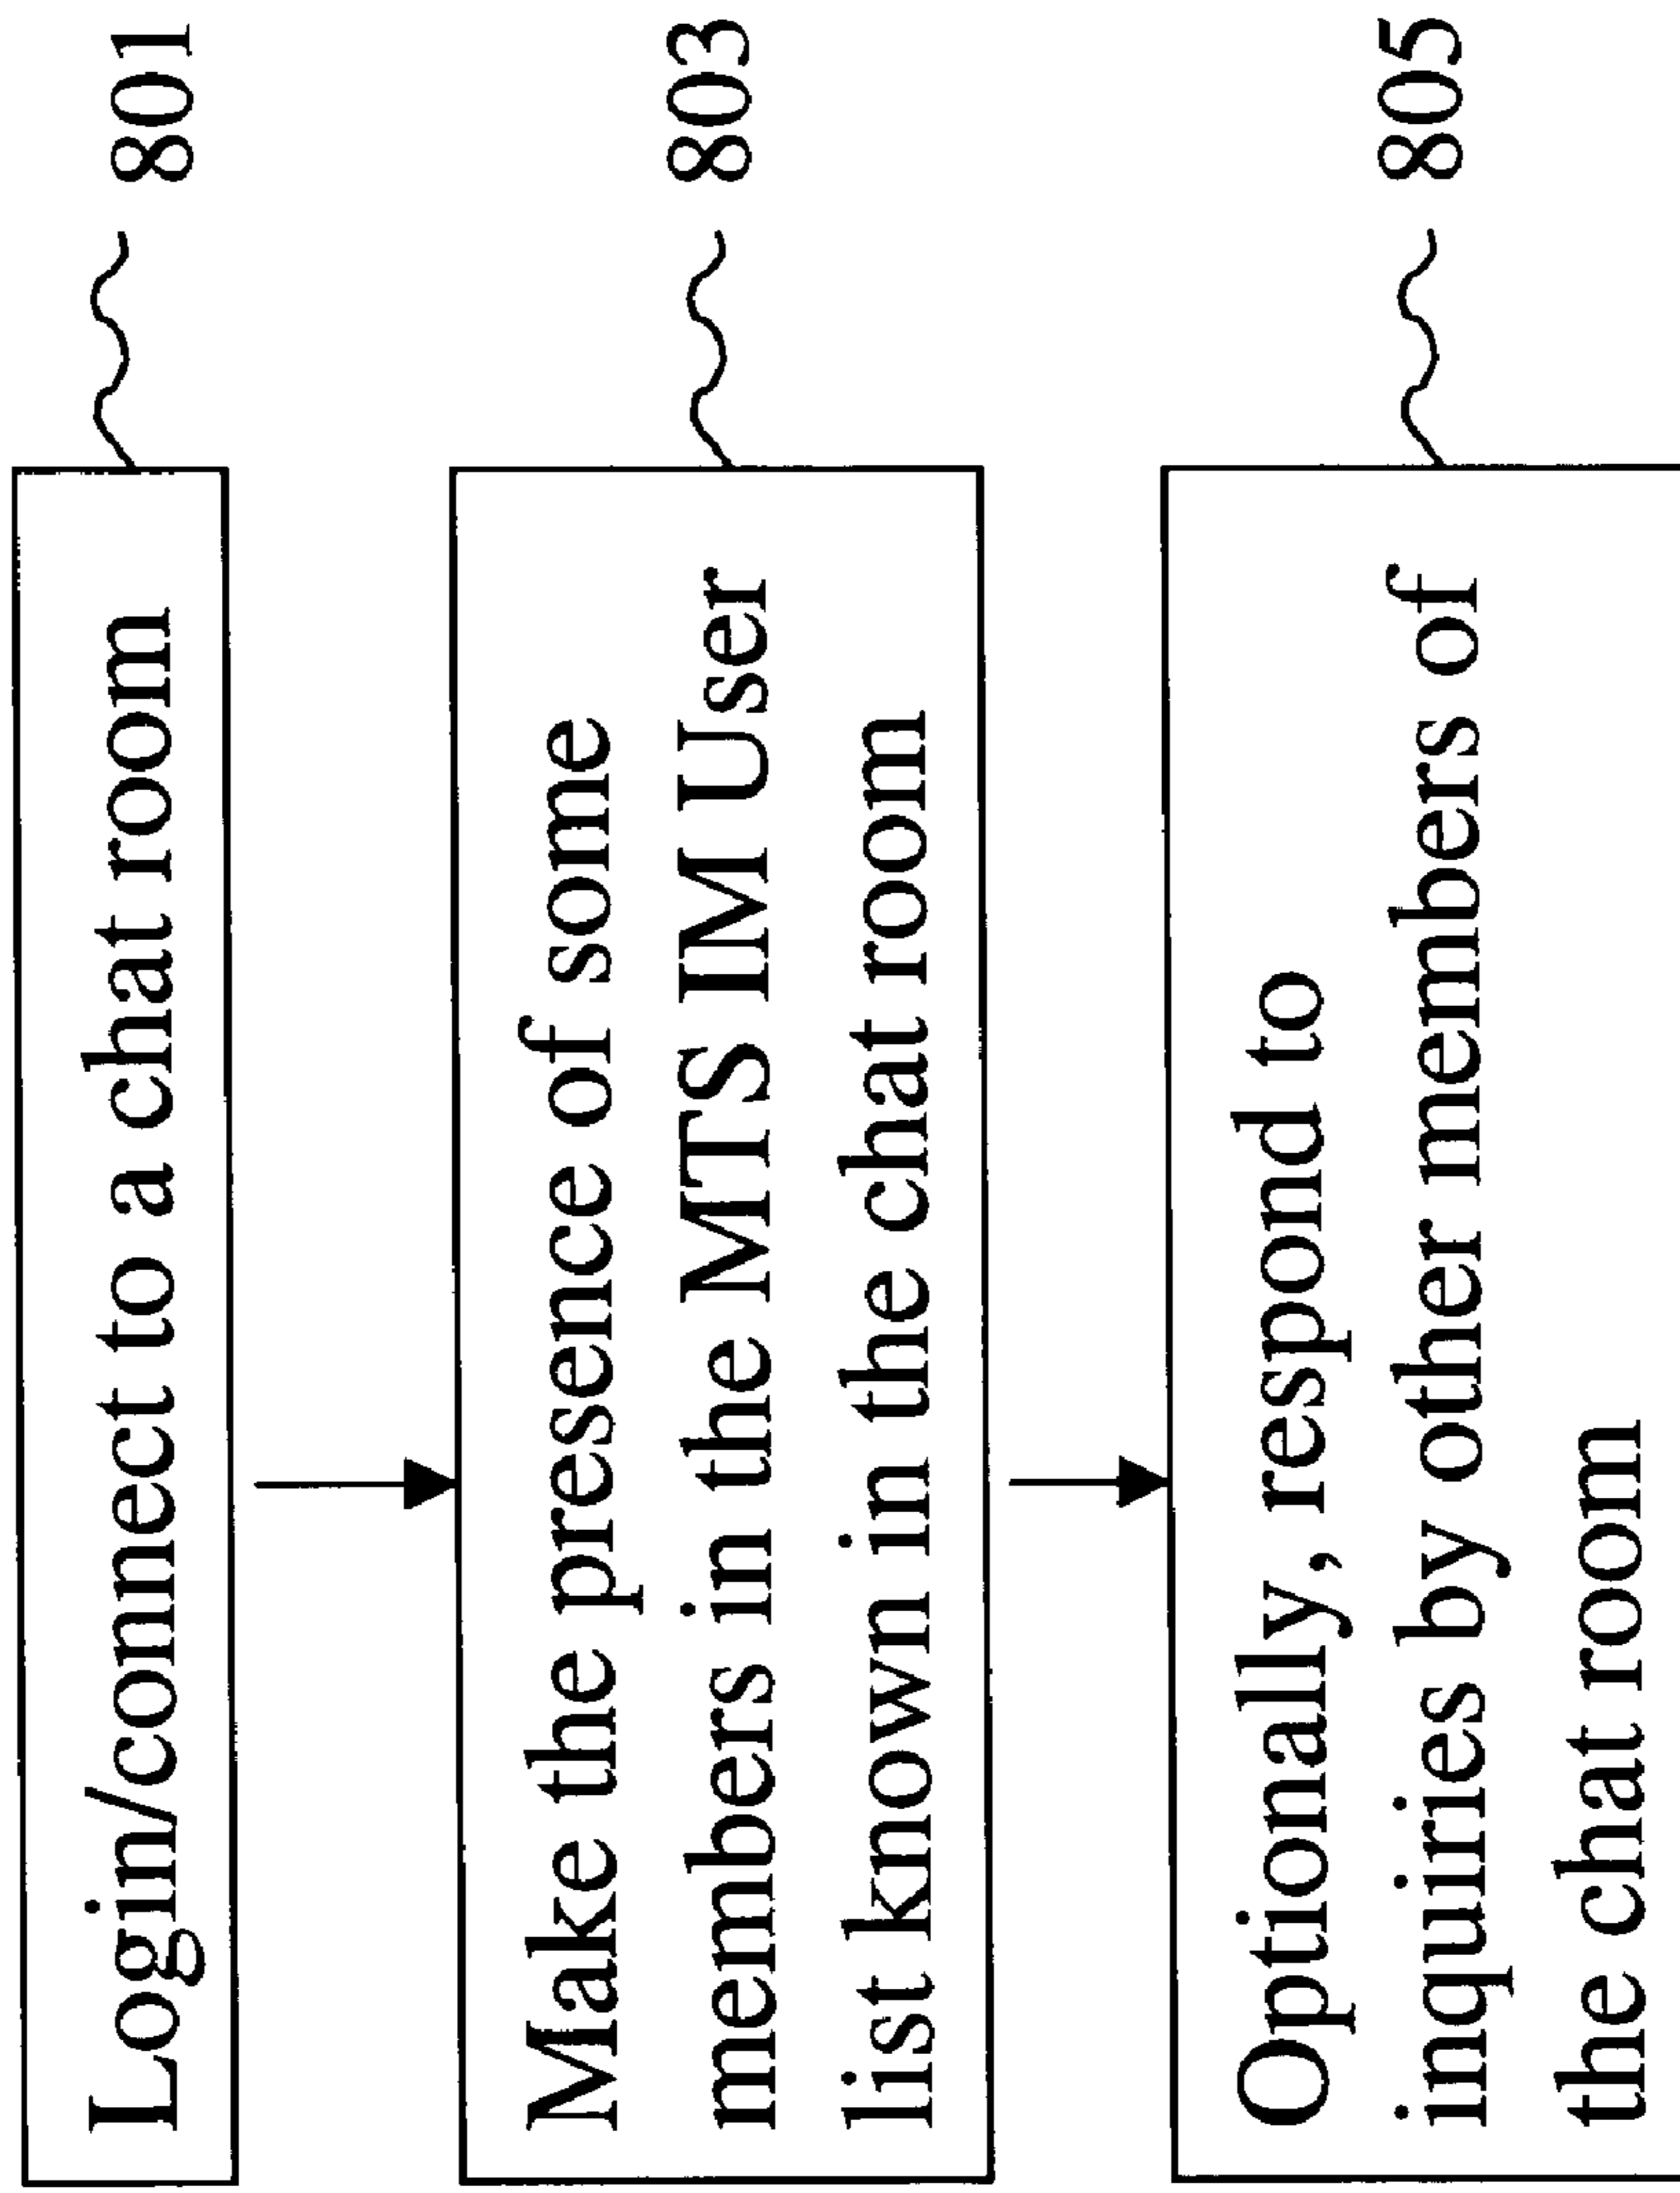 Login/connect to a chat room
801
Make the presence of some
members in the MTS IM User
list known in the chat room
803
Optionally, respond to
inquiries by other members of
the chat room
805